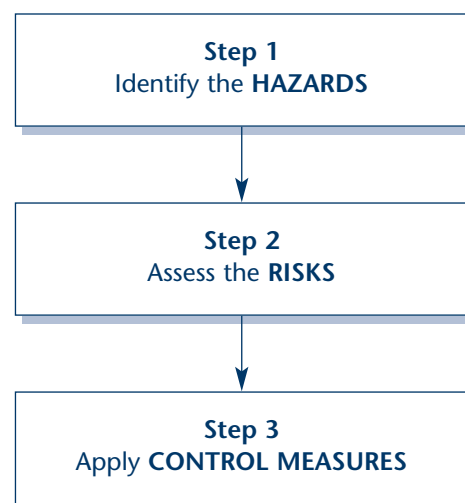 Step 1
Identify the HAZARDS
Step 2
Assess the RISKS
Step 3
Apply CONTROL MEASURES